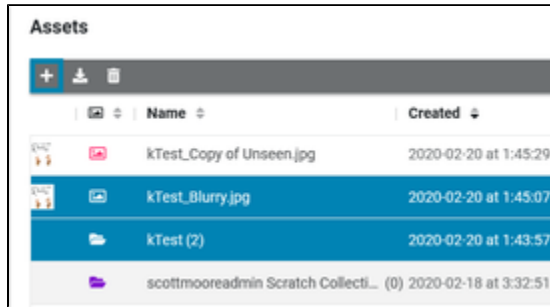 Assets
Name Created
kTest_Copy of Unseen.jpg 2020-02-20 at 1:45:29
kTest_Blurry.jpg 2020-02-20 at 1:45:07
kTest (2) 2020-02-20 at 1:43:57
scottmooreadmin Scratch Collecti... (0) 2020-02-18 at 3:32:51